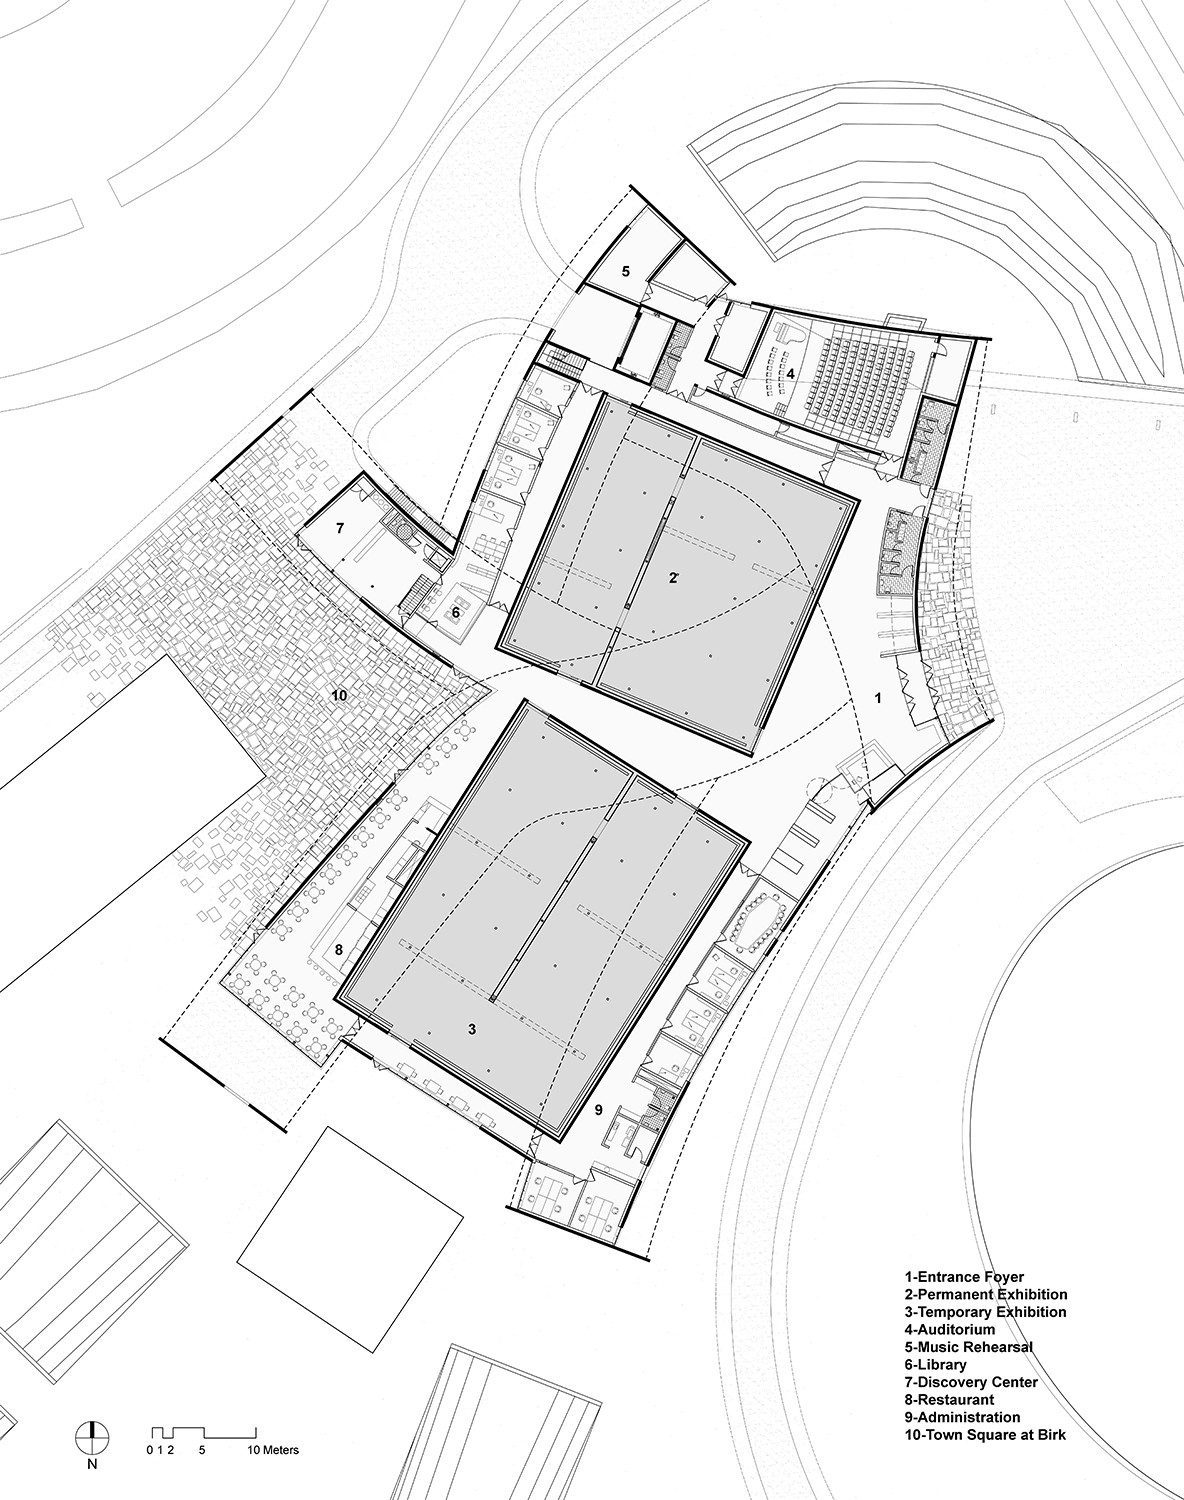 5
4
7
2
6
10
1
8
3
9
1-Entrance Foyer
2-Permanent Exhibition
3-Temporary Exhibition
4-Auditorium
5-Music Rehearsal
6-Library
7-Discovery Center
8-Restaurant
9-Administration
10-Town Square at Birk
0 1 2 5 10 Meters
N